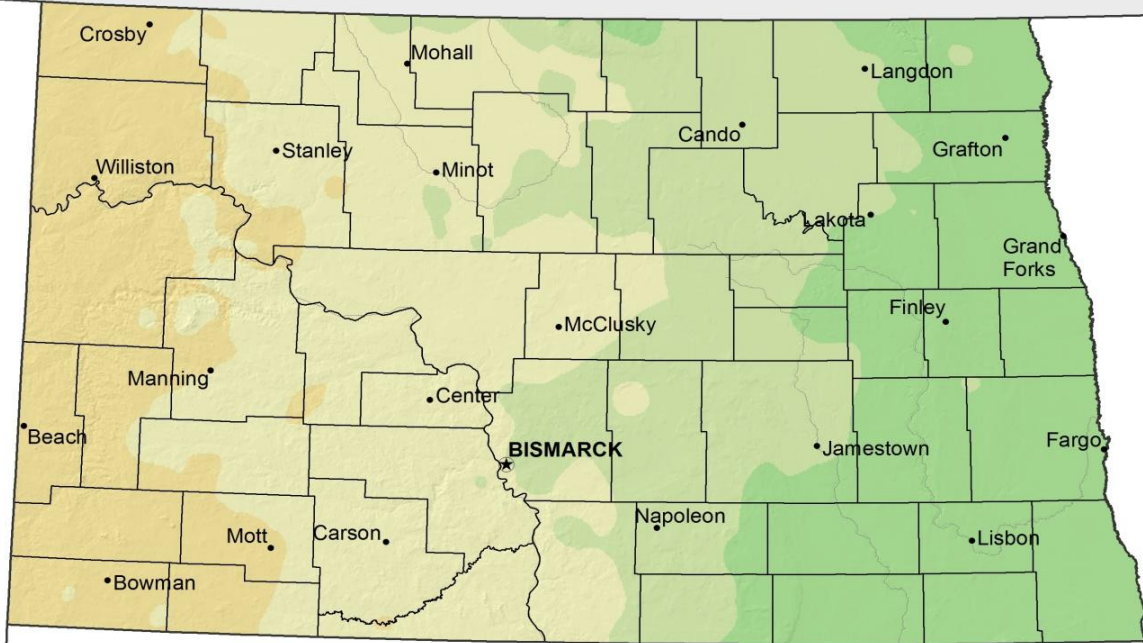 Crosby
Mohall
Langdon
Cando
Grafton
Stanley
Williston
Minot
Lakota
Grand
Forks
Finley
McClusky
Manning
Center
Beach
BISMARCK
Jamestown
Fargo
Napoleon
Mott
Carson
Lisbon
Bowman